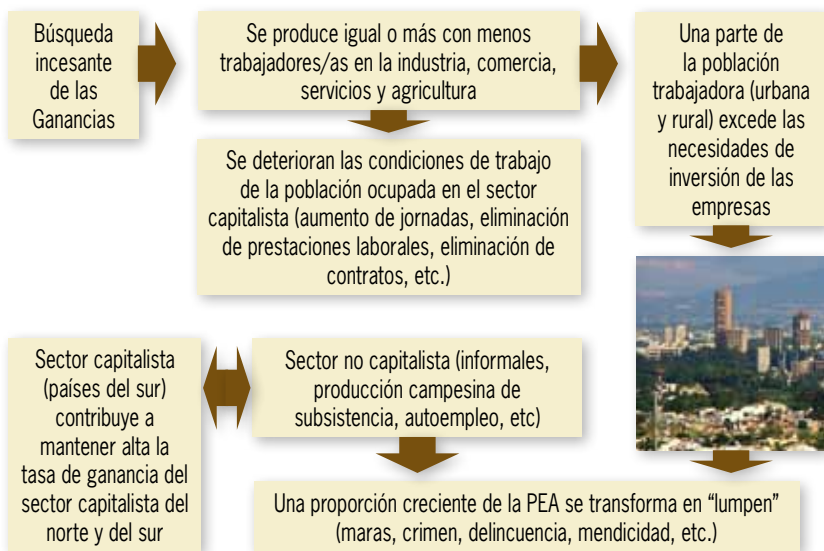 Búsqueda
incesante
de las
Ganancias
Se produce igual o más con menos
trabajadores/as en la industria, comercia,
servicios y agricultura
Una parte de
la población
trabajadora (urbana
y rural) excede las
necesidades de
inversión de las
empresas
Se deterioran las condiciones de trabajo
de la población ocupada en el sector
capitalista (aumento de jornadas, eliminación
de prestaciones laborales, eliminación de
contratos, etc.)
Sector capitalista
(países del sur)
contribuye a
mantener alta la
tasa de ganancia del
sector capitalista del
norte y del sur
Sector no capitalista (informales,
producción campesina de
subsistencia, autoempleo, etc)
Una proporción creciente de la PEA se transforma en “lumpen”
(maras, crimen, delincuencia, mendicidad, etc.)